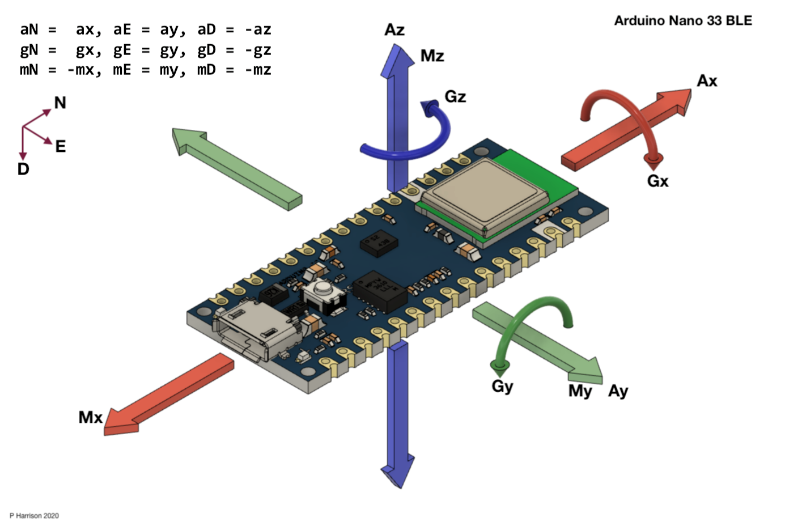 Arduino Nano 33 BLE
aN =  ax, aE = ay, aD = -az
gN =  gx, gE = gy, gD = -gz
mN = -mx, mE = my, mD = -mz
N
E
D
Az
Mz
Gz
Ax
Gx
Gy
My Ay
Mx
P Harrison 2020